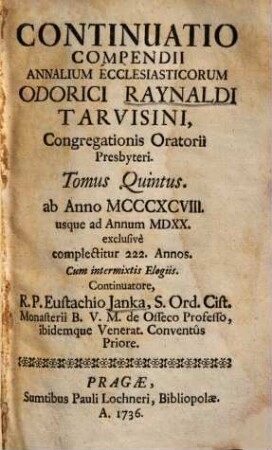 CONTINUATIO
COMPENDII
ANNALIUM ECCLESIASTICORUM
ODORICI RAYNALDI
TARVISINI,
Congregationis Oratorii
Presbyteri.
Tomus Quintus.
ab Anno MCCCXCVIII.
usque ad Annum MDXX.
exclusivè
complectitur 222. Annos.
Cum intermixtis Elogiis.
Continuatore,
R. P. Eustachio Janka, S. Ord. Cist.
Monasterii B. V. M. de Osseco Professo,
ibidemque Venerat. Conventûs
Priore.
PRAGÆ,
Sumtibus Pauli Lochneri, Bibliopolæ.
A. 1736.